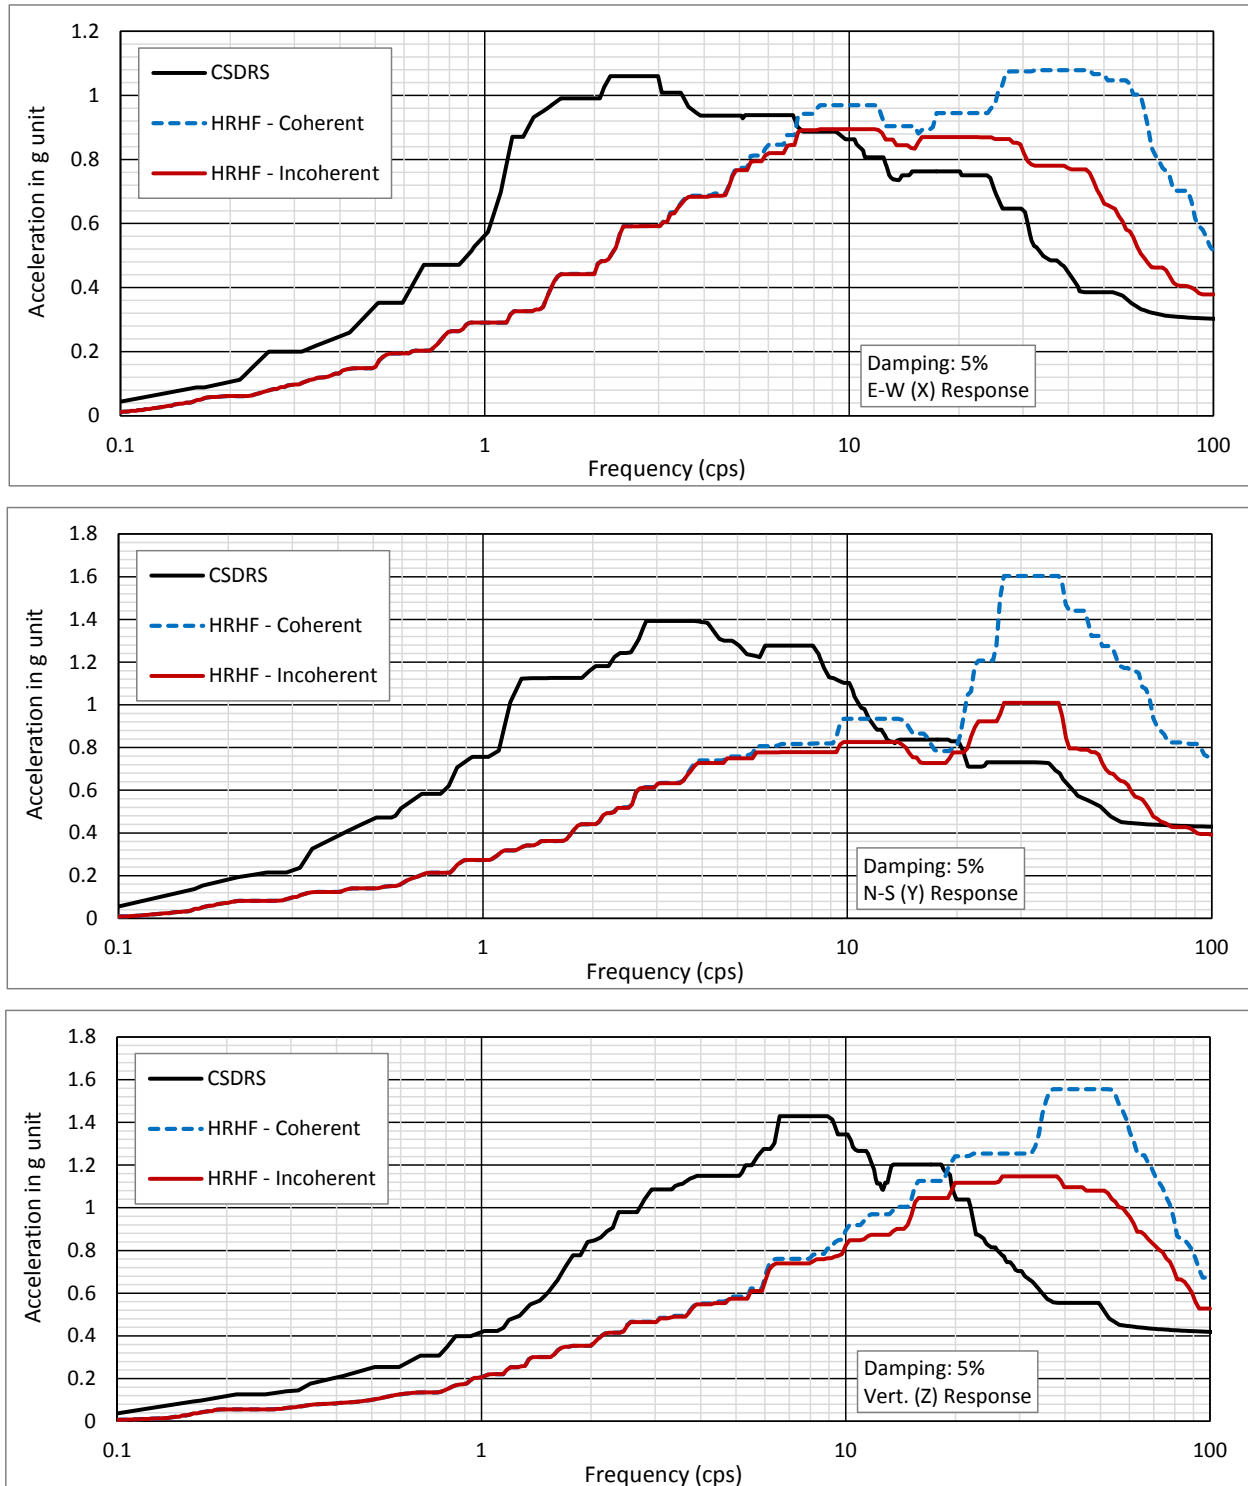 1.2
1
0.8
0.6
0.4
0.2
0
Acceleration in g unit
CSDRS
HRHF - Coherent
HRHF - Incoherent
Damping: 5%
E-W (X) Response
0.1
1
10
100
Frequency (cps)
1.8
1.6
1.4
1.2
1
0.8
0.6
0.4
0.2
0
Acceleration in g unit
CSDRS
HRHF - Coherent
HRHF - Incoherent
Damping: 5%
N-S (Y) Response
0.1
1
10
100
Frequency (cps)
1.8
1.6
1.4
1.2
1
0.8
0.6
0.4
0.2
0
Acceleration in g unit
CSDRS
HRHF - Coherent
HRHF - Incoherent
Damping: 5%
Vert. (Z) Response
0.1
1
10
100
Frequency (cps)